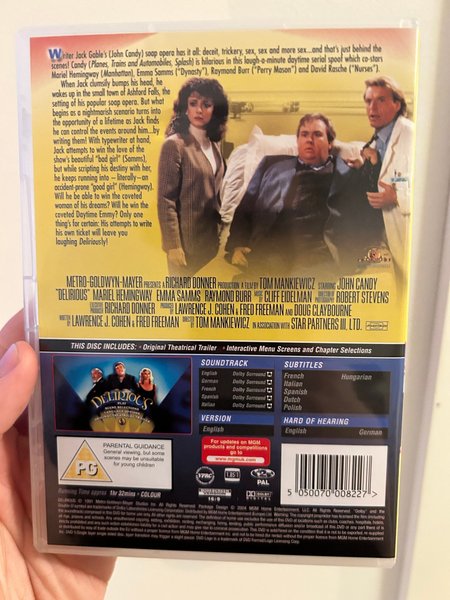 Writer Jack Gable's (John Candy) soap opera has it all: deceit, trickery, sex, sex and more sex...and that's just behind the
scenes! Candy (Planes, Trains and Automobiles, Splash) is hilarious in this laugh-a-minute daytime serial spoof which co-stars
Mariel Hemingway (Manhattan), Emma Samms ("Dynasty"), Raymond Burr ("Perry Mason") and David Rasche ("Nurses").
When Jack clumsily bumps his head, he
wakes up in the small town of Ashford Falls, the
setting of his popular soap opera. But what
begins as a nightmarish scenario turns into
the opportunity of a lifetime as Jack finds
he can control the events around him...by
writing them! With typewriter at hand,
Jack attempts to win the love of the
show's beautiful "bad girl" (Samms),
but while scripting his destiny with her,
he keeps running into – literally – an
accident-prone "good girl" (Hemingway).
Will he be able to win the coveted
woman of his dreams? Will he win the
coveted Daytime Emmy? Only one
thing's for certain: His attempts to write
his own ticket will leave you
laughing Deliriously!
METRO-GOLDWYN-MAYER PRESENTS A RICHARD DONNER PRODUCTION A FILM BY TOM MANKIEWICZ STARRING JOHN CANDY
"DELIRIOUS" MARIEL HEMINGWAY EMMA SAMMS RAYMOND BURR MUSIC BY CLIFF EIDELMAN DIRECTOR OF PHOTOGRAPHY ROBERT STEVENS
EXECUTIVE PRODUCER RICHARD DONNER PRODUCED BY LAWRENCE J. COHEN & FRED FREEMAN AND DOUG CLAYBOURNE
WRITTEN BY LAWRENCE J. COHEN & FRED FREEMAN DIRECTED BY TOM MANKIEWICZ IN ASSOCIATION WITH STAR PARTNERS III, LTD.
THIS DISC INCLUDES: • Original Theatrical Trailer • Interactive Menu Screens and Chapter Selections
DELIRIOUS
PLAY
SCENE SELECTIONS
SOUNDTRACK
English Dolby Surround
German Dolby Surround
French Dolby Surround
Spanish Dolby Surround
Italian Dolby Surround
SUBTITLES
French Hungarian
Italian
Spanish
Dutch
Polish
VERSION
English
HARD OF HEARING
English German
PG
PARENTAL GUIDANCE
General viewing, but some
scenes may be unsuitable
for young children
For updates on MGM
products and competitions
go to
www.mgmuk.com
16:9
PAL
5 050070 008227
Running Time approx 1hr 32mins • COLOUR